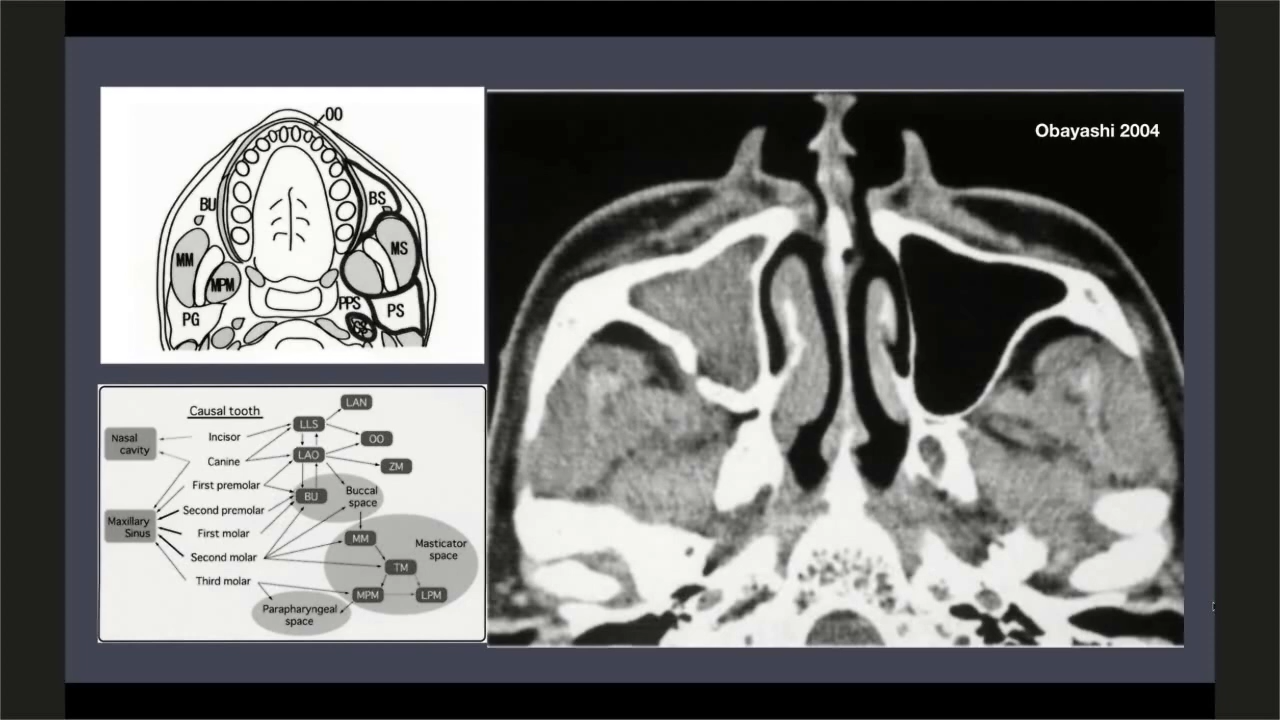 Obayashi 2004
OO
BU
BS
MM
MS
MPM
PPS
PS
PG
Causal tooth
LAN
LLS
Nasal
cavity
Incisor
OO
Canine
LAO
ZM
First premolar
BU
Buccal
space
Second premolar
Maxillary
Sinus
First molar
MM
Masticator
space
Second molar
TM
Third molar
MPM
LPM
Parapharyngeal
space